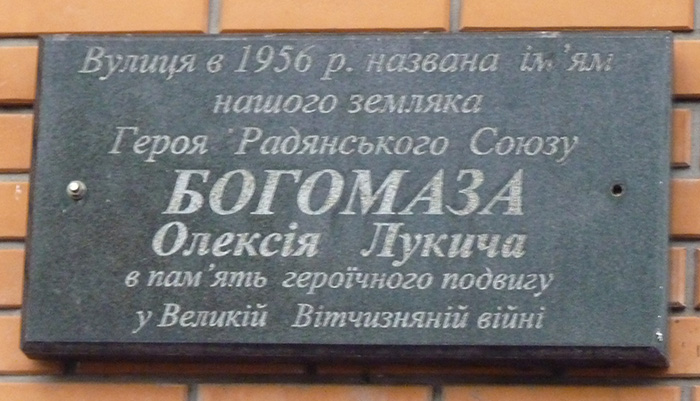 Вулиця в 1956 р. названа ім'ям
нашого земляка
Героя Радянського Союзу
БОГОМАЗА
Олексія Лукича
в пам'ять героїчного подвигу
у Великій Вітчизняній війні